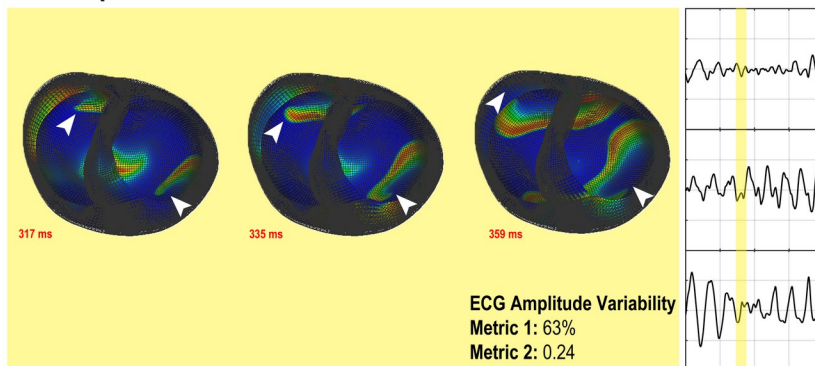 317 ms
335 ms
359 ms
ECG Amplitude Variability
Metric 1: 63%
Metric 2: 0.24